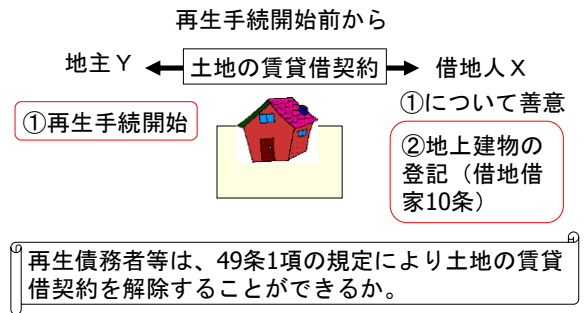 再生手続開始前から
地主Y
土地の賃貸借契約
借地人X
①について善意
①再生手続開始
②地上建物の
登記（借地借
家10条）
再生債務者等は、49条1項の規定により土地の賃貸
借契約を解除することができるか。